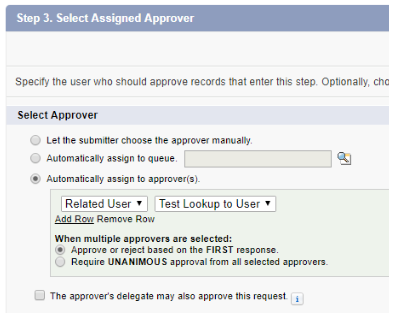 Step 3. Select Assigned Approver
Specify the user who should approve records that enter this step. Optionally, cho
Select Approver
Let the submitter choose the approver manually.
Automatically assign to queue.
Automatically assign to approver(s).
Related User ▼ Test Lookup to User ▼
Add Row Remove Row
When multiple approvers are selected:
Approve or reject based on the FIRST response.
Require UNANIMOUS approval from all selected approvers.
The approver's delegate may also approve this request. i